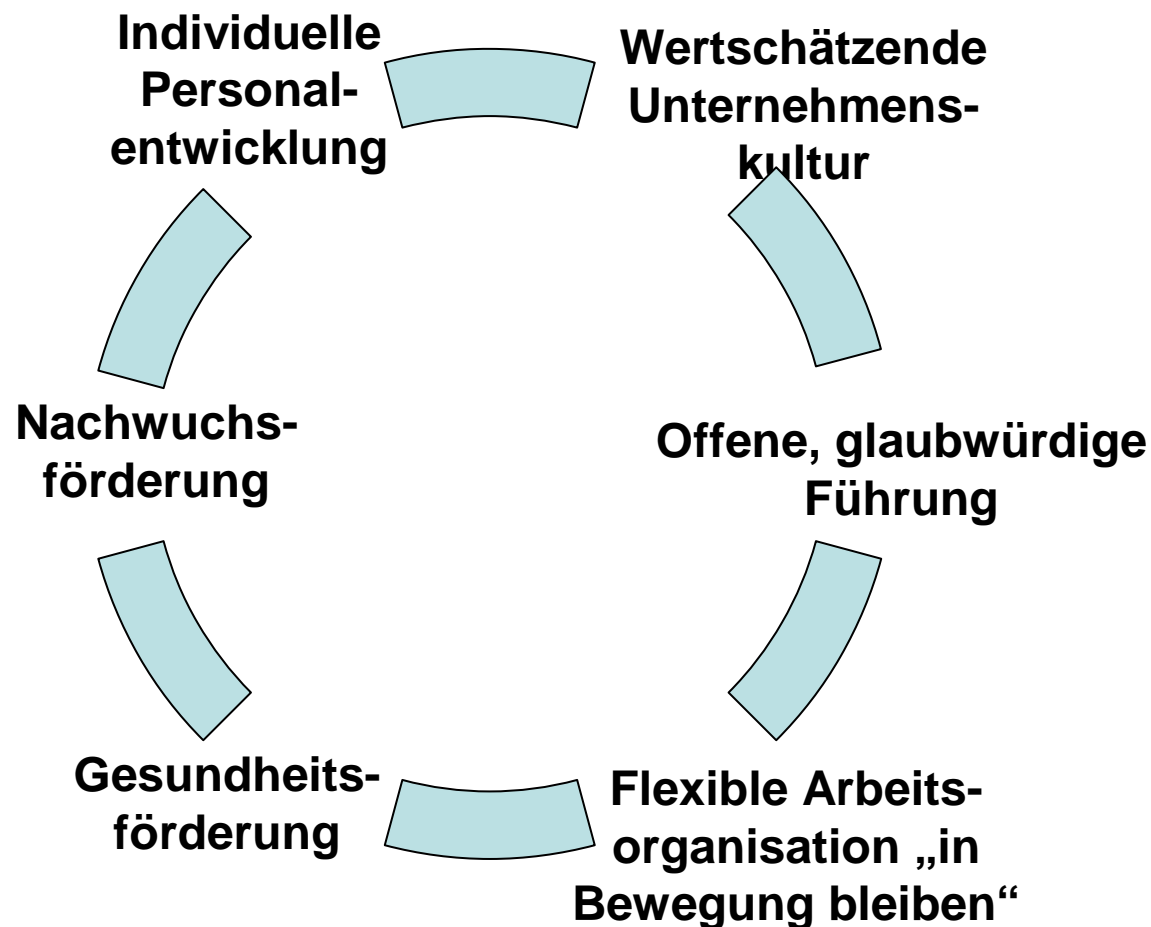 Individuelle
Personal-
entwicklung
Wertschätzende
Unternehmens-
kultur
Offene, glaubwürdige
Führung
Flexible Arbeits-
organisation „in
Bewegung bleiben“
Gesundheits-
förderung
Nachwuchs-
förderung